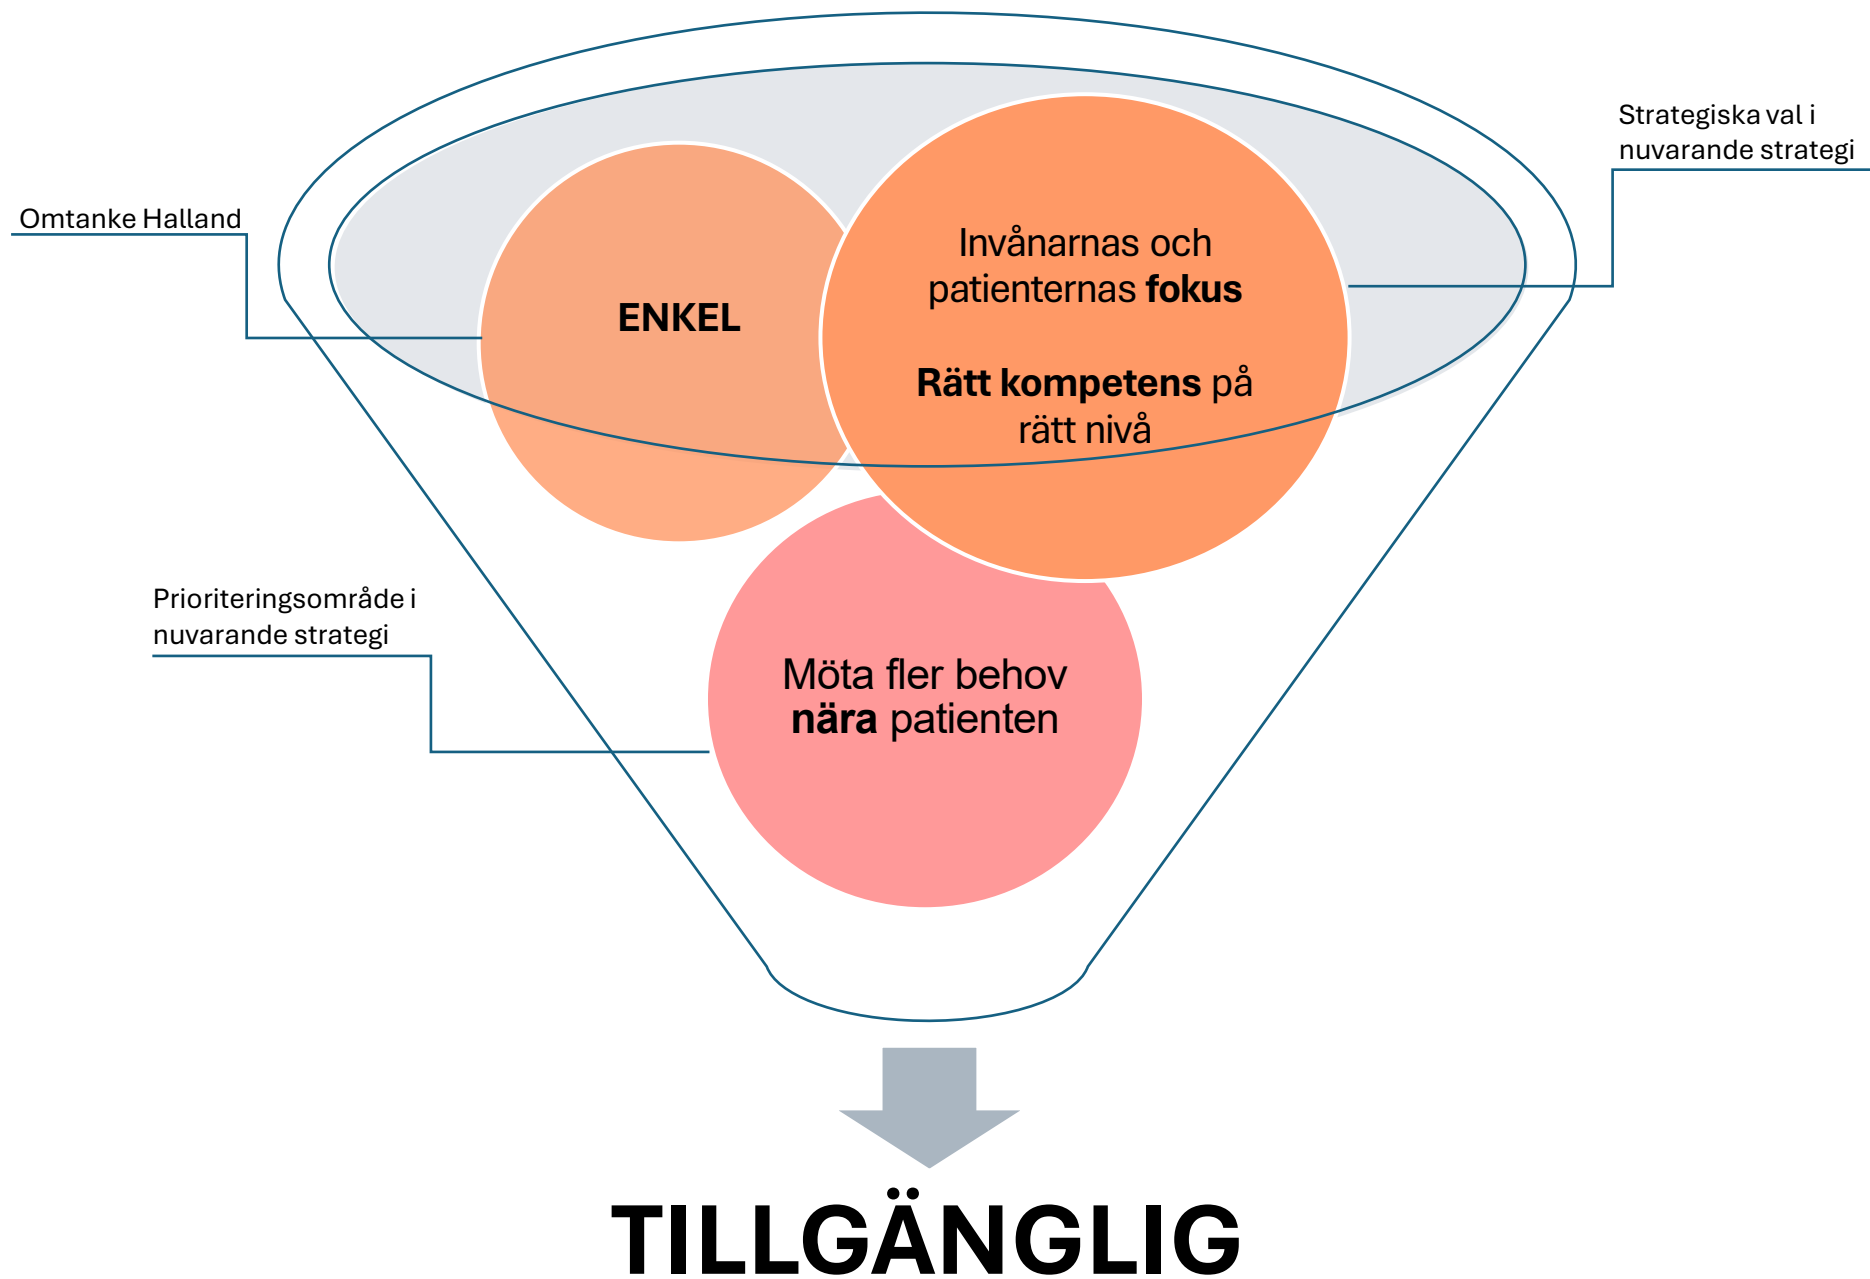 Strategiska val i
nuvarande strategi
Omtanke Halland
ENKEL
Invånarnas och
patienternas fokus
Rätt kompetens på
rätt nivå
Prioriteringsområde i
nuvarande strategi
Möta fler behov
nära patienten
TILLGÄNGLIG